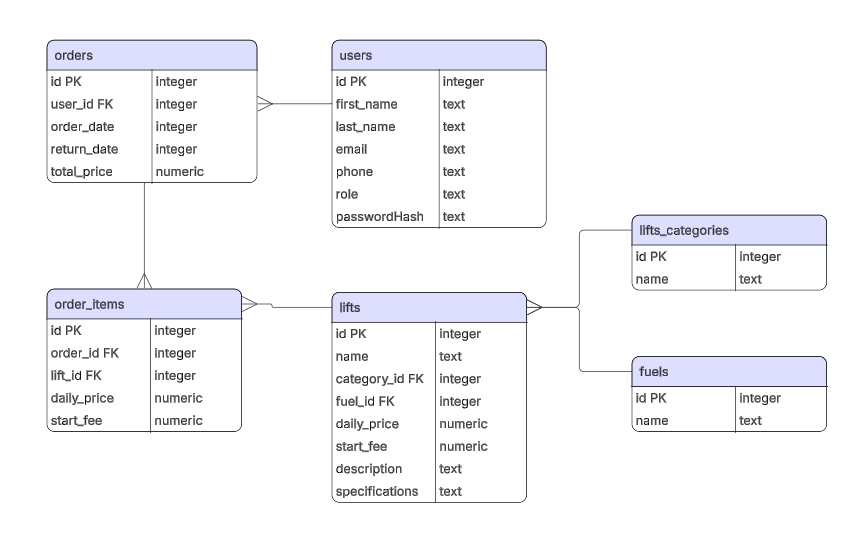 orders
id PK integer
user_id FK integer
order_date integer
return_date integer
total_price numeric
users
id PK integer
first_name text
last_name text
email text
phone text
role text
passwordHash text
lifts_categories
id PK integer
name text
order_items
id PK integer
order_id FK integer
lift_id FK integer
daily_price numeric
start_fee numeric
lifts
id PK integer
name text
category_id FK integer
fuel_id FK integer
daily_price numeric
start_fee numeric
description text
specifications text
fuels
id PK integer
name text